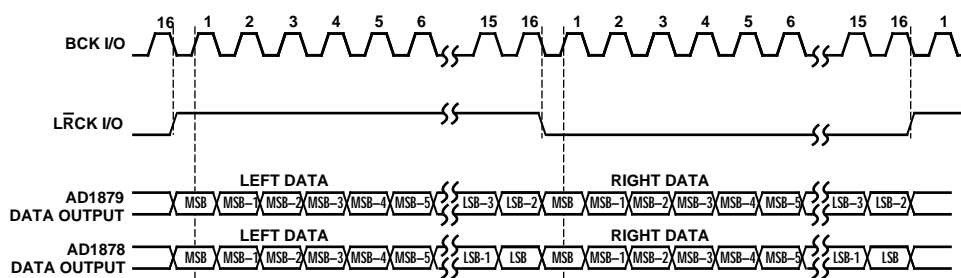 16 1 2 3 4 5 6 15 16 1 2 3 4 5 6 15 16 1
BCK I/O
LR̅CK I/O
LEFT DATA RIGHT DATA
AD1879
DATA OUTPUT
MSB MSB–1 MSB–2 MSB–3 MSB–4 MSB–5 LSB–3 LSB–2 MSB MSB–1 MSB–2 MSB–3 MSB–4 MSB–5 LSB–3 LSB–2
LEFT DATA RIGHT DATA
AD1878
DATA OUTPUT
MSB MSB–1 MSB–2 MSB–3 MSB–4 MSB–5 LSB-1 LSB MSB MSB–1 MSB–2 MSB–3 MSB–4 MSB–5 LSB-1 LSB